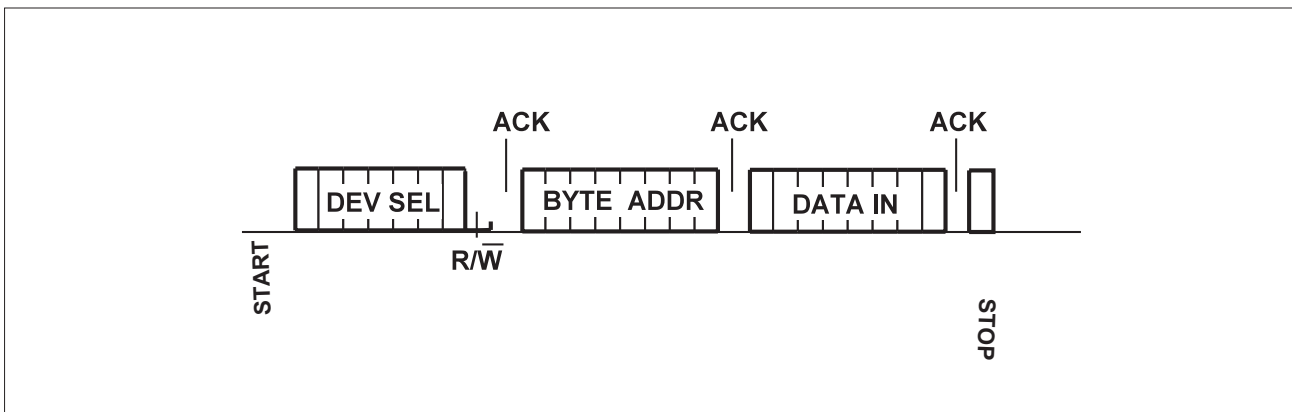 ACK ACK ACK
DEV SEL BYTE ADDR DATA IN
R/W̅
START
STOP